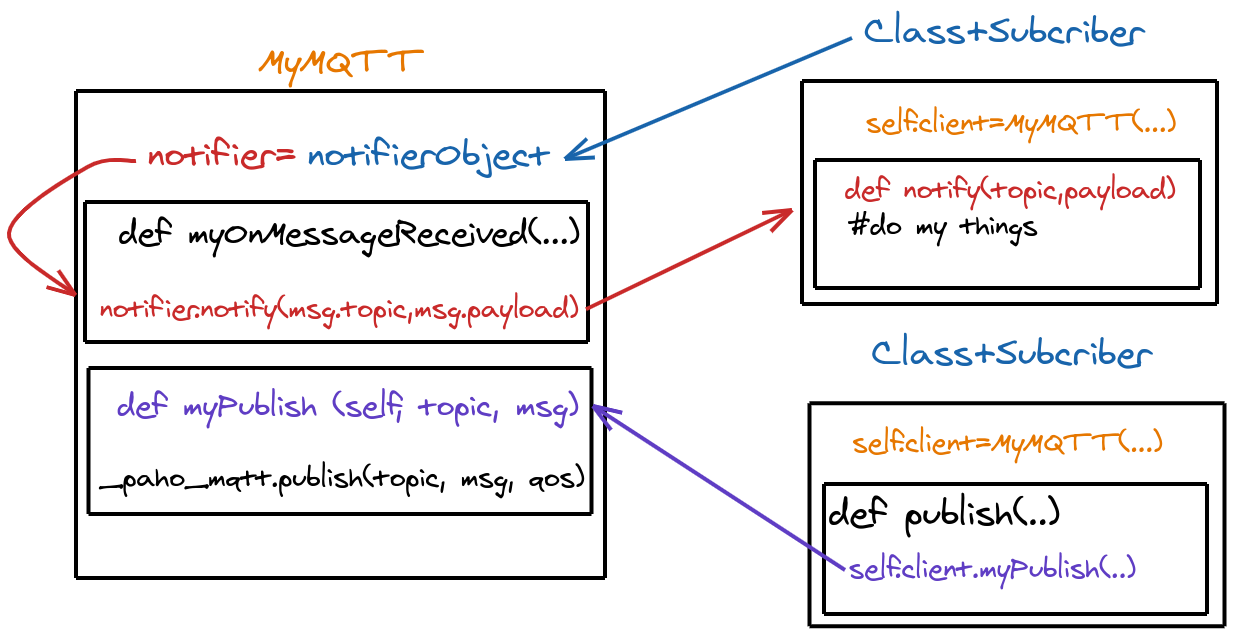 MyMQTT
notifier= notifierObject
def myOnMessageReceived(...)
notifier.notify(msg.topic,msg.payload)
def myPublish (self, topic, msg)
_paho_mqtt.publish(topic, msg, qos)
Class+Subcriber
self.client=MyMQTT(...)
def notify(topic,payload)
#do my things
Class+Subcriber
self.client=MyMQTT(...)
def publish(..)
self.client.myPublish(..)